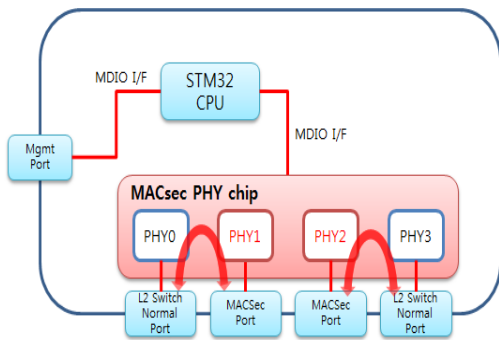 MDIO I/F
STM32
CPU
MDIO I/F
Mgmt
Port
MACsec PHY chip
PHY0
PHY1
PHY2
PHY3
L2 Switch
Normal
Port
MACSec
Port
MACSec
Port
L2 Switch
Normal
Port